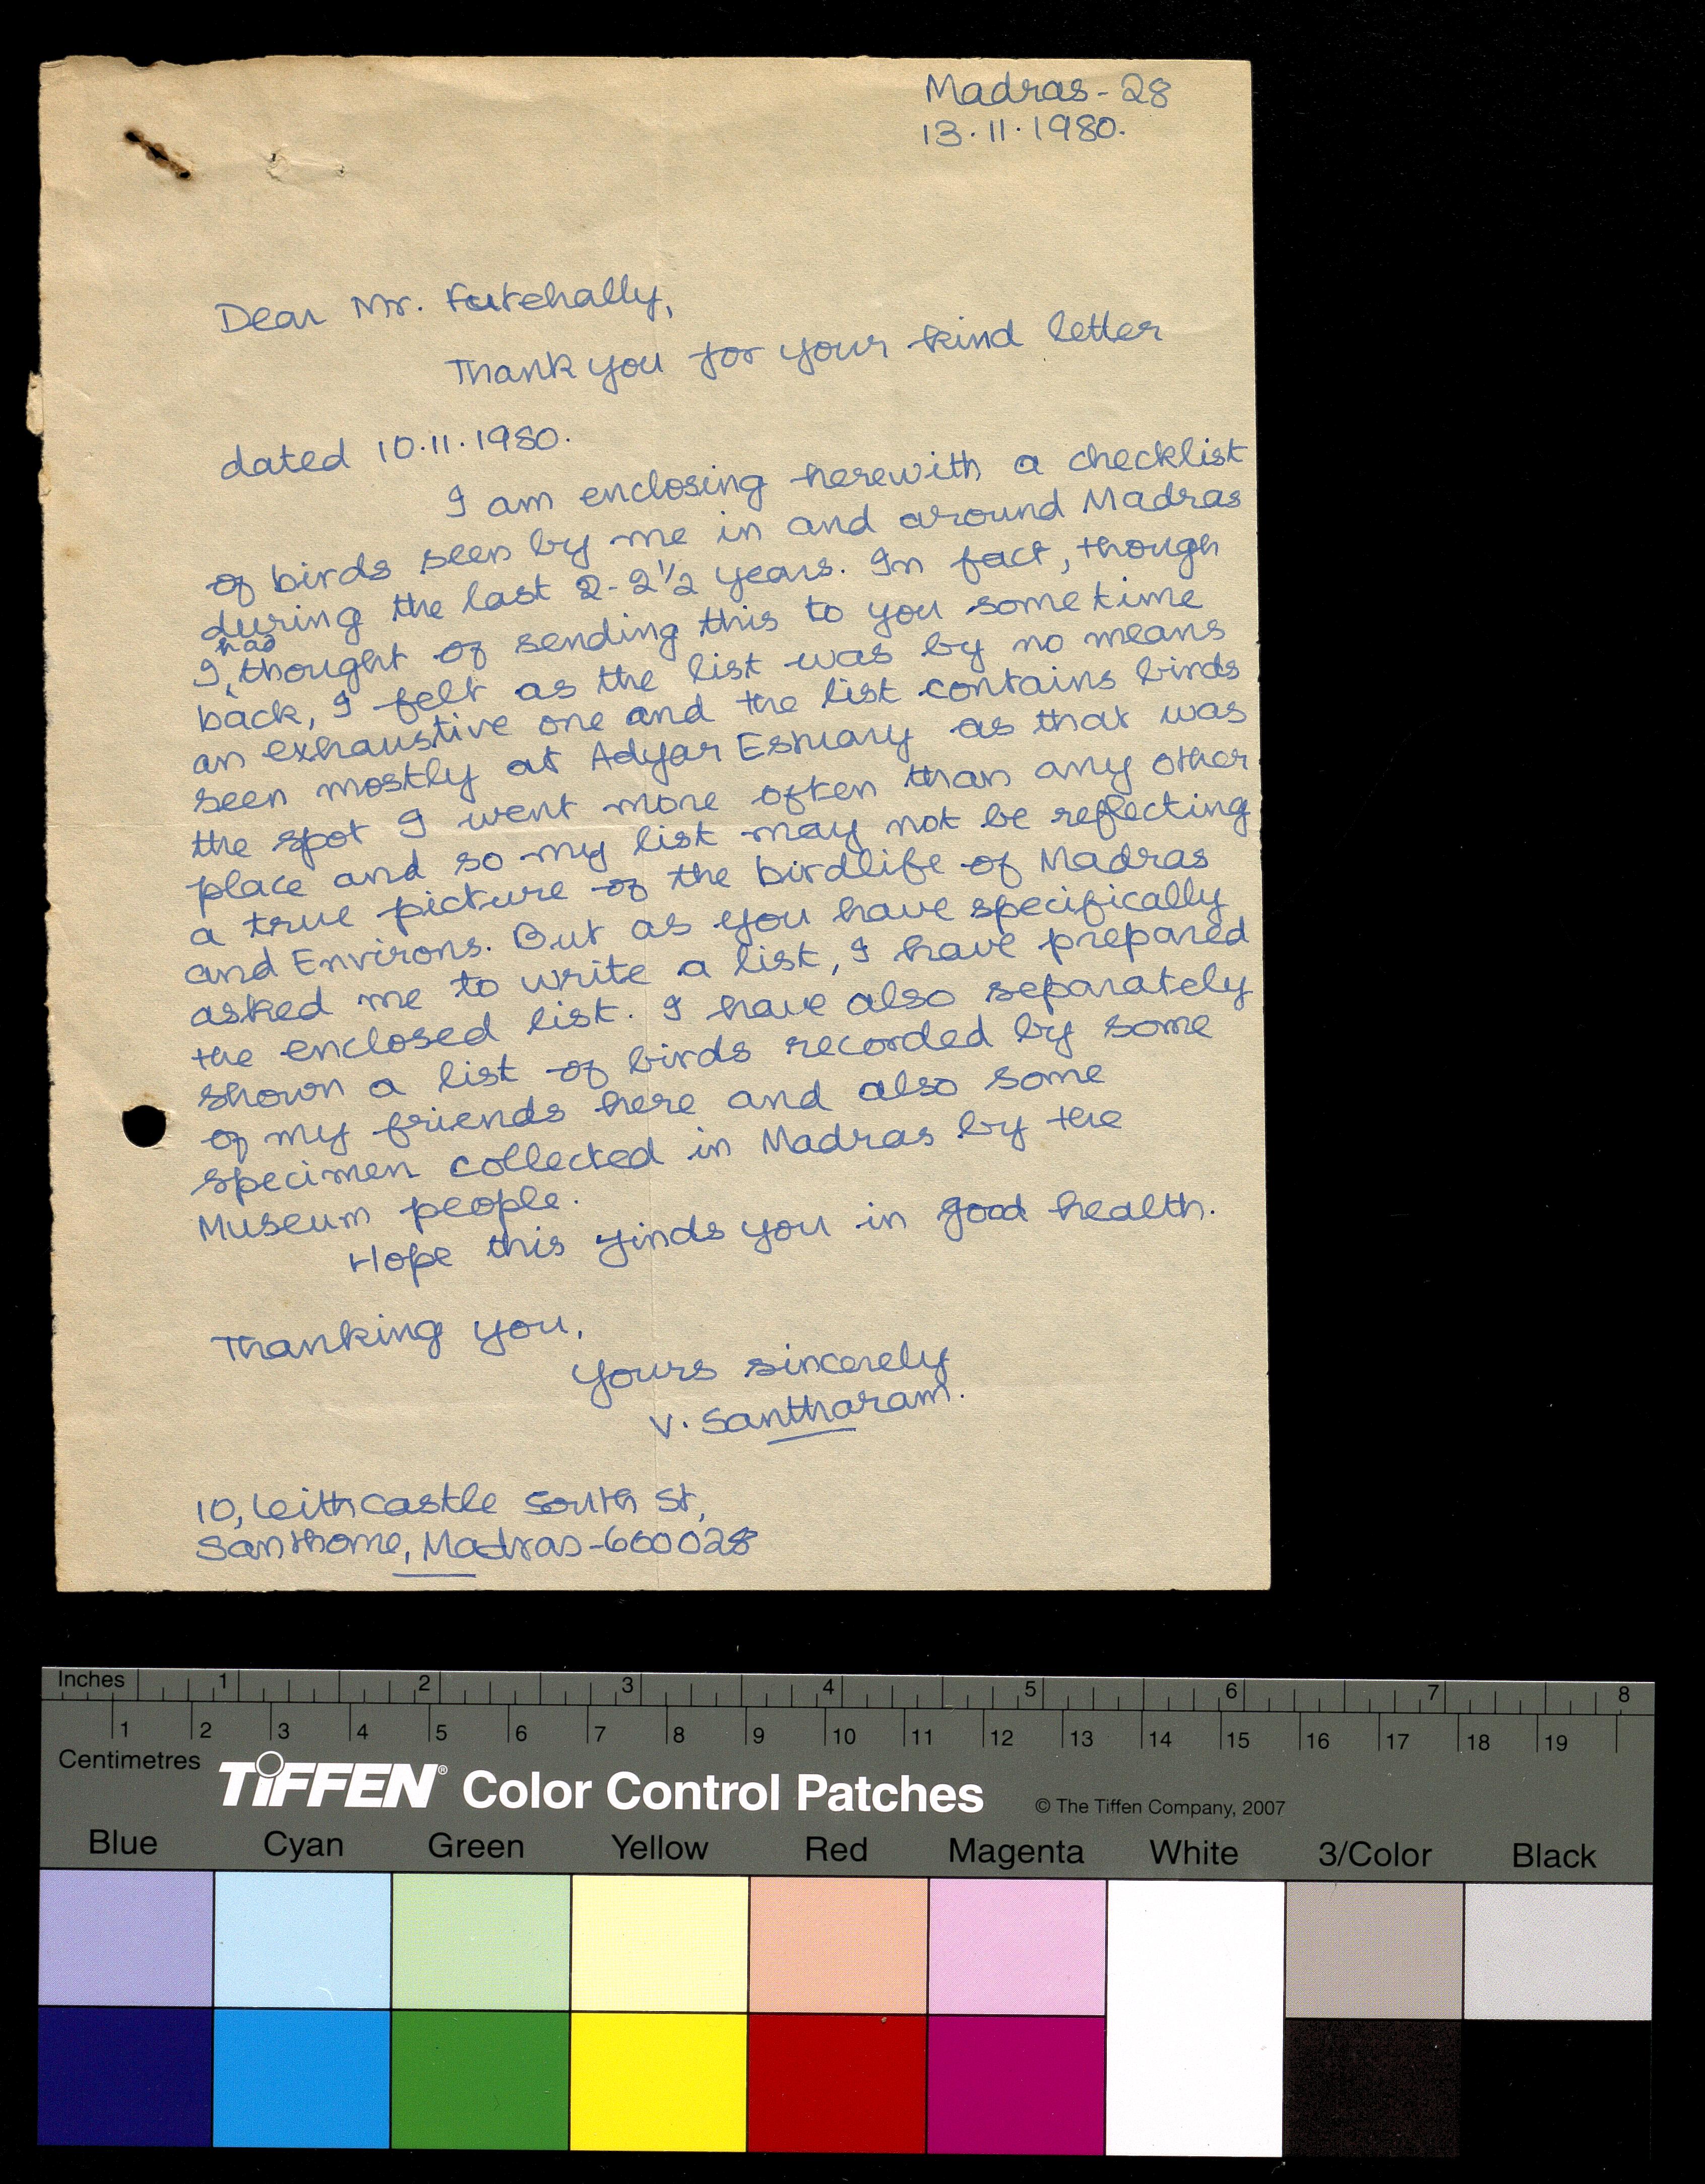 Madras - 28
13.11.1980.
Dear Mr. Futehally,
Thank you for your kind letter
dated 10.11.1980.
I am enclosing herewith a checklist
of birds seen by me in and around Madras
during the last 2-2½ years. In fact, though
I had thought of sending this to you some time
back, I felt as the list was by no means
an exhaustive one and the list contains birds
seen mostly at Adyar Estuary as that was
the spot I went more often than any other
place and so my list may not be reflecting
a true picture of the birdlife of Madras
and Environs. But as you have specifically
asked me to write a list, I have prepared
the enclosed list. I have also separately
shown a list of birds recorded by some
of my friends here and also some
specimen collected in Madras by the
Museum people.
Hope this finds you in good health.
Thanking you,
Yours sincerely
V. Santharam.
10, Leith Castle South St,
Santhome, Madras-600028
Inches 1 2 3 4 5 6 7 8
1 2 3 4 5 6 7 8 9 10 11 12 13 14 15 16 17 18 19
Centimetres
TIFFEN® Color Control Patches © The Tiffen Company, 2007
Blue Cyan Green Yellow Red Magenta White 3/Color Black